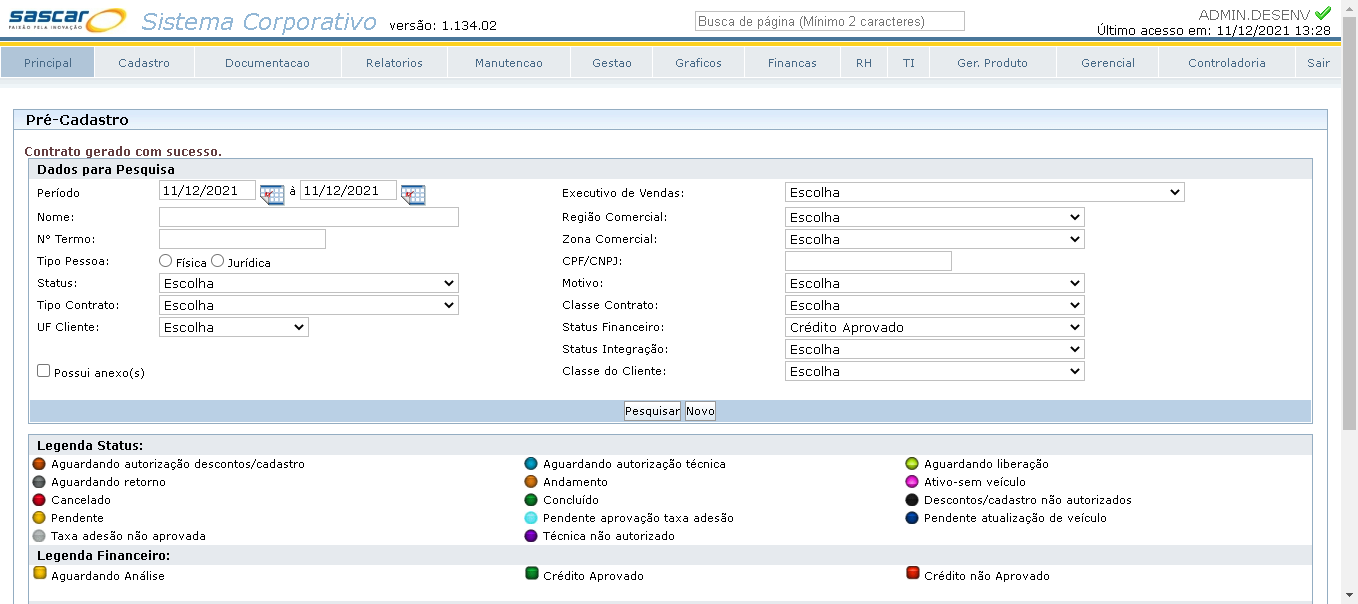 sascar
PAIXÃO PELA INOVAÇÃO
Sistema Corporativo versão: 1.134.02
Busca de página (Mínimo 2 caracteres)
ADMIN.DESENV
Último acesso em: 11/12/2021 13:28
Principal Cadastro Documentacao Relatorios Manutencao Gestao Graficos Financas RH TI Ger. Produto Gerencial Controladoria Sair
Pré-Cadastro
Contrato gerado com sucesso.
Dados para Pesquisa
Período 11/12/2021 à 11/12/2021 Executivo de Vendas: Escolha
Nome: Região Comercial: Escolha
Nº Termo: Zona Comercial: Escolha
Tipo Pessoa: Física Jurídica CPF/CNPJ:
Status: Escolha Motivo: Escolha
Tipo Contrato: Escolha Classe Contrato: Escolha
UF Cliente: Escolha Status Financeiro: Crédito Aprovado
Status Integração: Escolha
Possui anexo(s) Classe do Cliente: Escolha
Pesquisar Novo
Legenda Status:
Aguardando autorização descontos/cadastro Aguardando autorização técnica Aguardando liberação
Aguardando retorno Andamento Ativo-sem veículo
Cancelado Concluído Descontos/cadastro não autorizados
Pendente Pendente aprovação taxa adesão Pendente atualização de veículo
Taxa adesão não aprovada Técnica não autorizado
Legenda Financeiro:
Aguardando Análise Crédito Aprovado Crédito não Aprovado